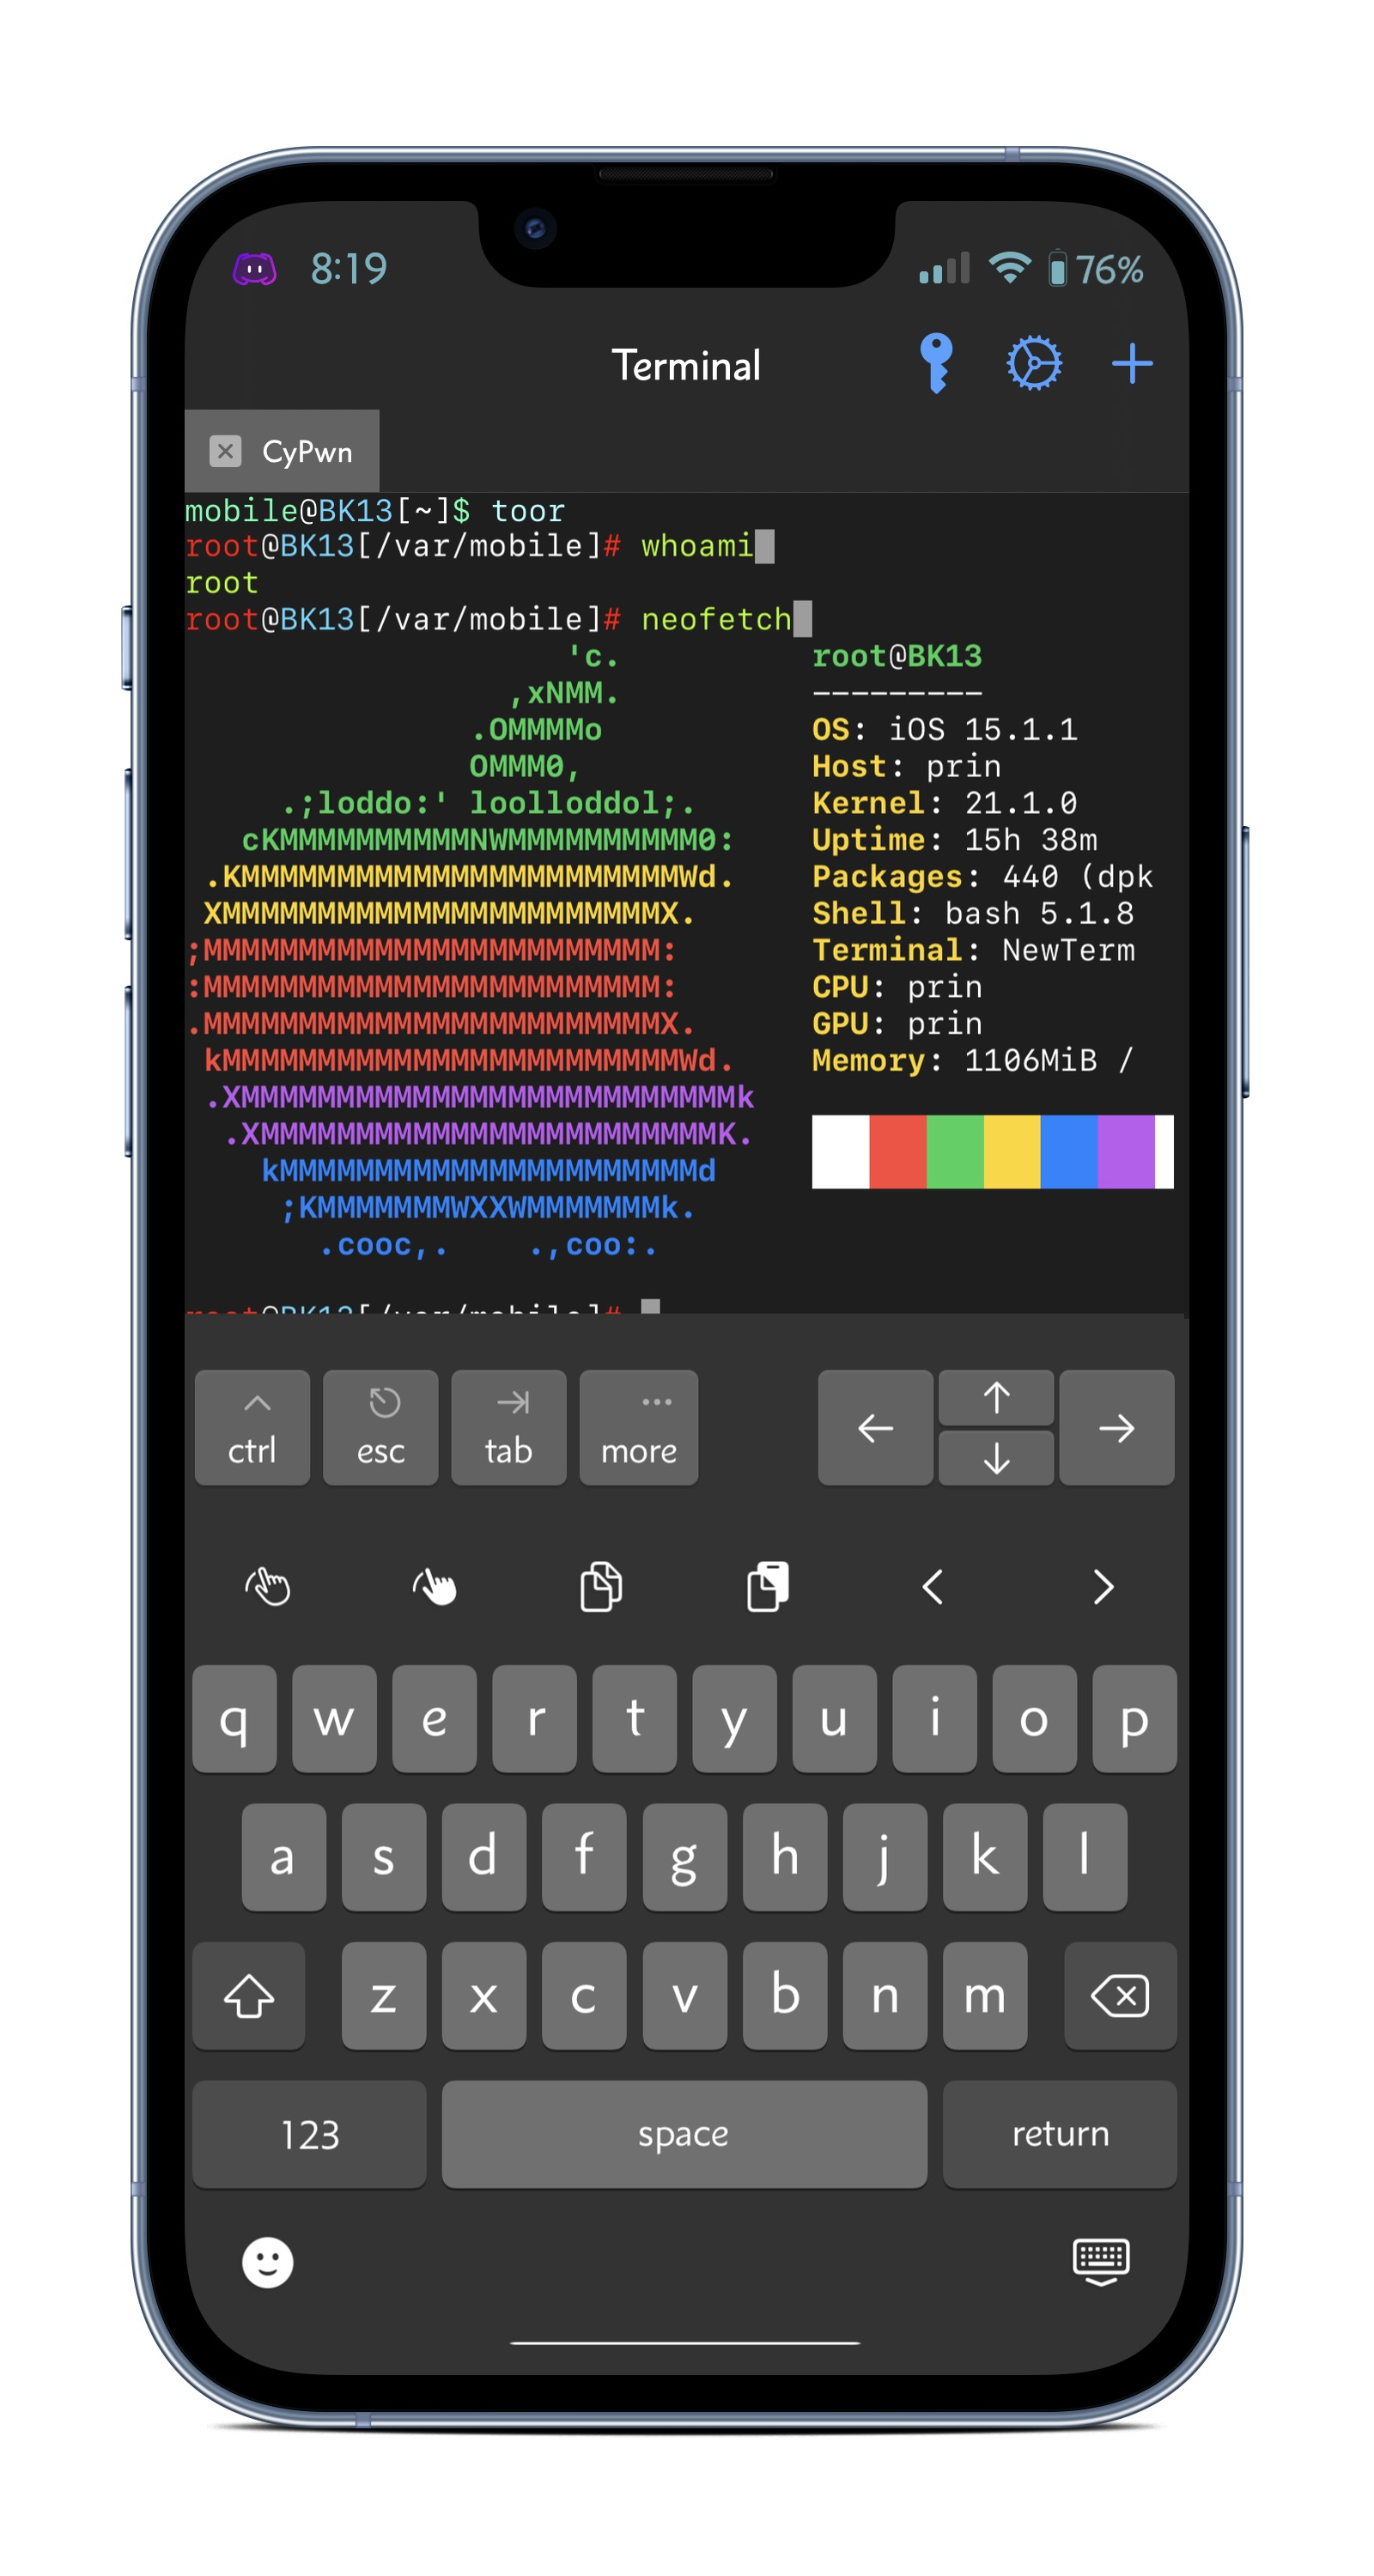 8:19
76%
Terminal
CyPwn
mobile@BK13[~]$ toor
root@BK13[/var/mobile]# whoami
root
root@BK13[/var/mobile]# neofetch
'c. root@BK13
,xNMM. ---------
.OMMMMo OS: iOS 15.1.1
OMMM0, Host: prin
.;loddo:' loolloddol;. Kernel: 21.1.0
cKMMMMMMMMMMNWMMMMMMMMMM0: Uptime: 15h 38m
.KMMMMMMMMMMMMMMMMMMMMMMMWd. Packages: 440 (dpk
XMMMMMMMMMMMMMMMMMMMMMMMX. Shell: bash 5.1.8
;MMMMMMMMMMMMMMMMMMMMMMMM: Terminal: NewTerm
:MMMMMMMMMMMMMMMMMMMMMMMM: CPU: prin
.MMMMMMMMMMMMMMMMMMMMMMMMX. GPU: prin
kMMMMMMMMMMMMMMMMMMMMMMMMWd. Memory: 1106MiB /
.XMMMMMMMMMMMMMMMMMMMMMMMMMMk
.XMMMMMMMMMMMMMMMMMMMMMMMMK.
kMMMMMMMMMMMMMMMMMMMMMMd
;KMMMMMMMWXXWMMMMMMMk.
.cooc,. .,coo:.
root@BK13[/var/mobile]#
ctrl esc tab more
q w e r t y u i o p
a s d f g h j k l
z x c v b n m
123 space return